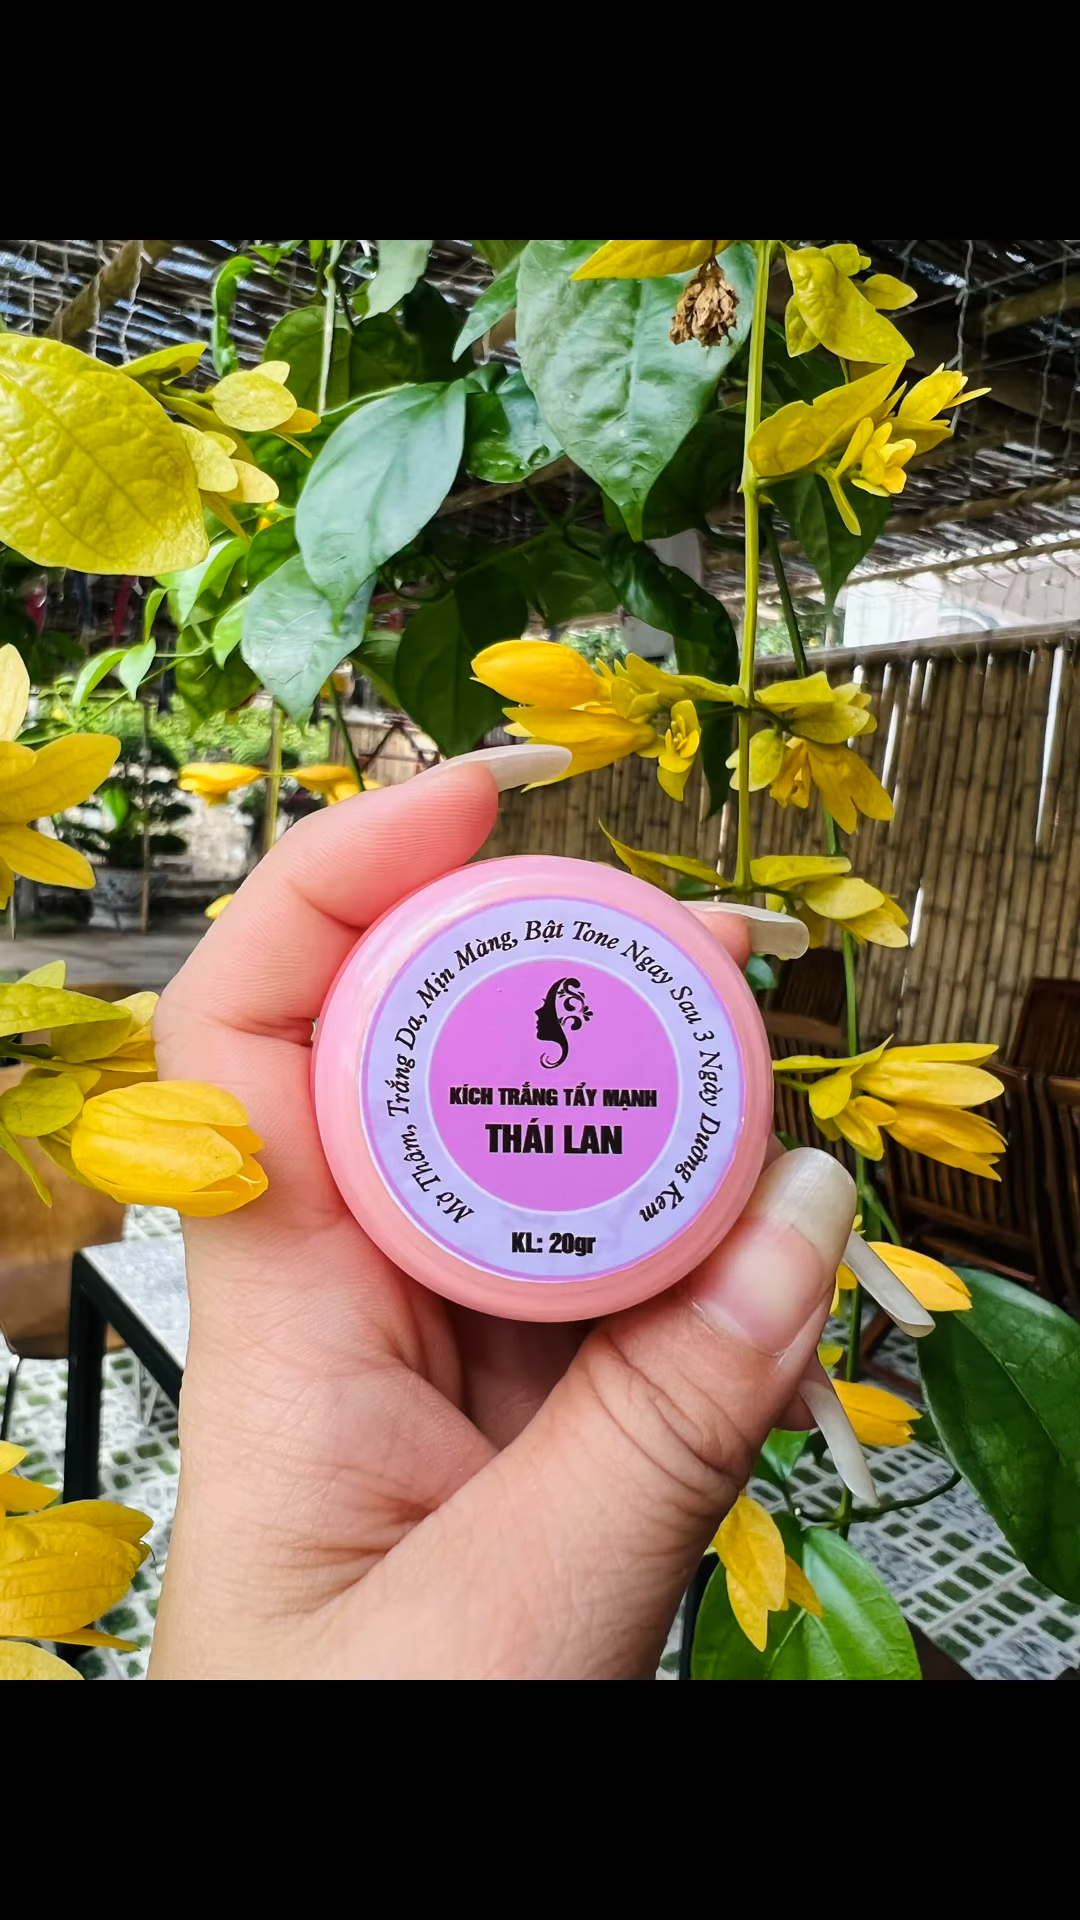 Mờ Thâm, Trắng Da, Mịn Màng, Bật Tone Ngay Sau 3 Ngày Dưỡng Kem
KÍCH TRẮNG TẨY MẠNH
THÁI LAN
KL: 20gr